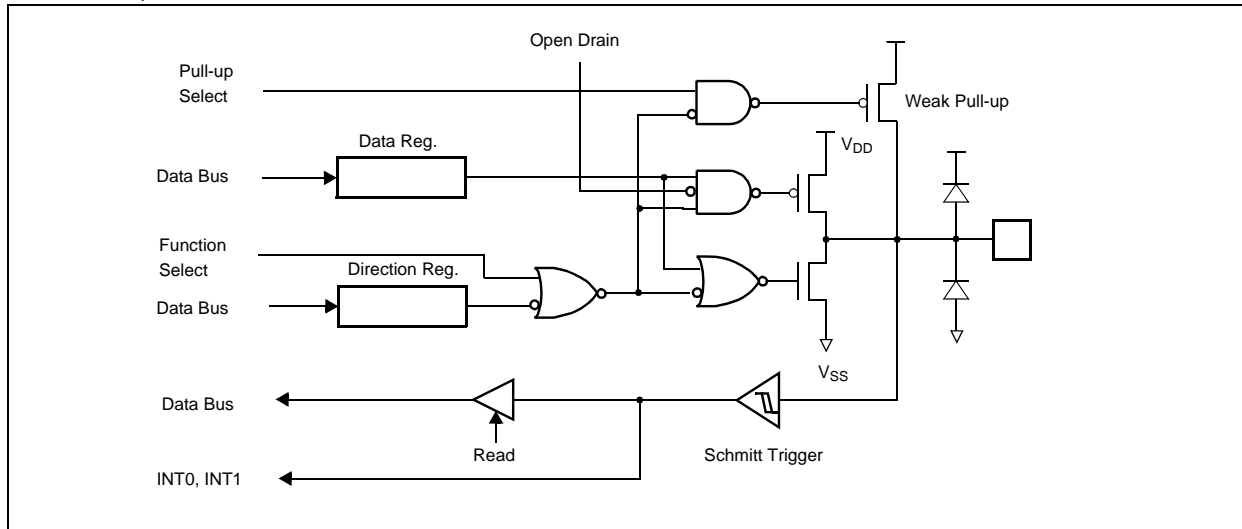 Open Drain
Pull-up
Select
Weak Pull-up
Data Reg.
VDD
Data Bus
Function
Select
Direction Reg.
Data Bus
VSS
Data Bus
Read
Schmitt Trigger
INT0, INT1